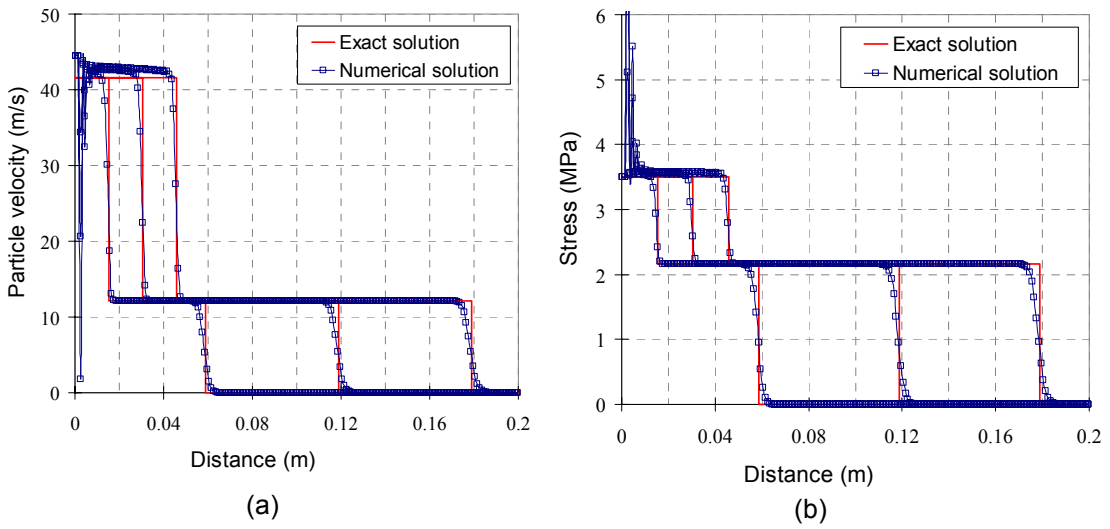 50
40
30
20
10
0
Particle velocity (m/s)
Exact solution
Numerical solution
0 0.04 0.08 0.12 0.16 0.2
Distance (m)
(a)
6
5
4
3
2
1
0
Stress (MPa)
Exact solution
Numerical solution
0 0.04 0.08 0.12 0.16 0.2
Distance (m)
(b)